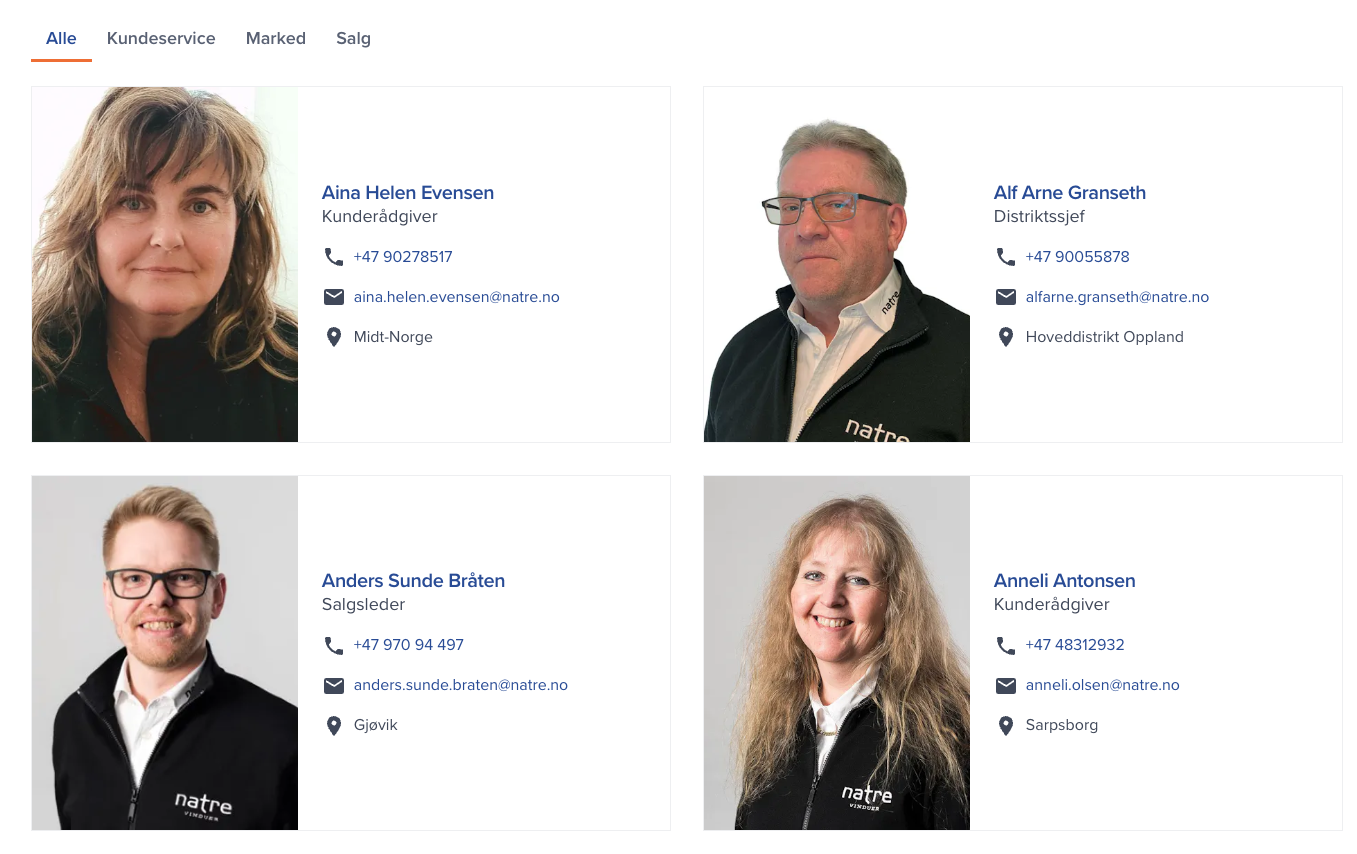 Alle Kundeservice Marked Salg
Aina Helen Evensen
Kunderådgiver
+47 90278517
aina.helen.evensen@natre.no
Midt-Norge
natre
natre
Alf Arne Granseth
Distriktssjef
+47 90055878
alfarne.granseth@natre.no
Hoveddistrikt Oppland
natre
VINDUER
Anders Sunde Bråten
Salgsleder
+47 970 94 497
anders.sunde.braten@natre.no
Gjøvik
natre
VINDUER
Anneli Antonsen
Kunderådgiver
+47 48312932
anneli.olsen@natre.no
Sarpsborg